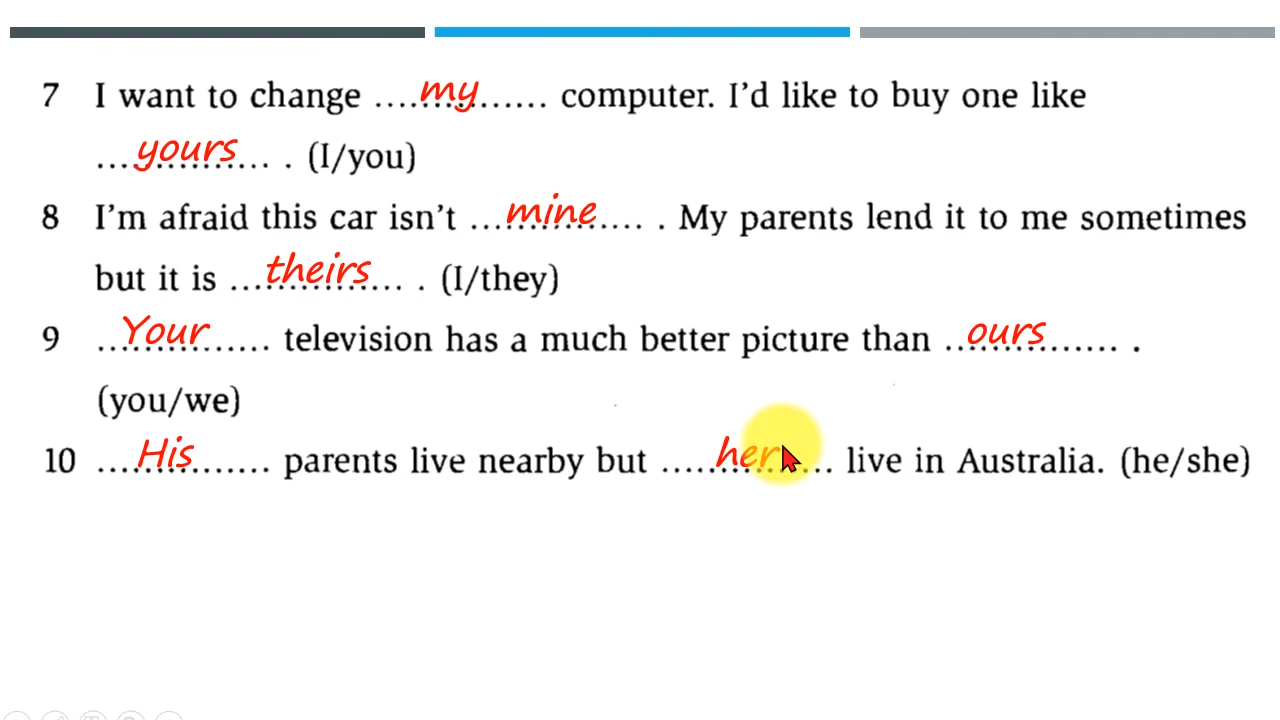 7 I want to change ....my.... computer. I'd like to buy one like
....yours.... . (I/you)
8 I'm afraid this car isn't ....mine.... . My parents lend it to me sometimes
but it is ....theirs.... . (I/they)
9 ....Your.... television has a much better picture than ....ours.... .
(you/we)
10 ....His.... parents live nearby but ....her.... live in Australia. (he/she)